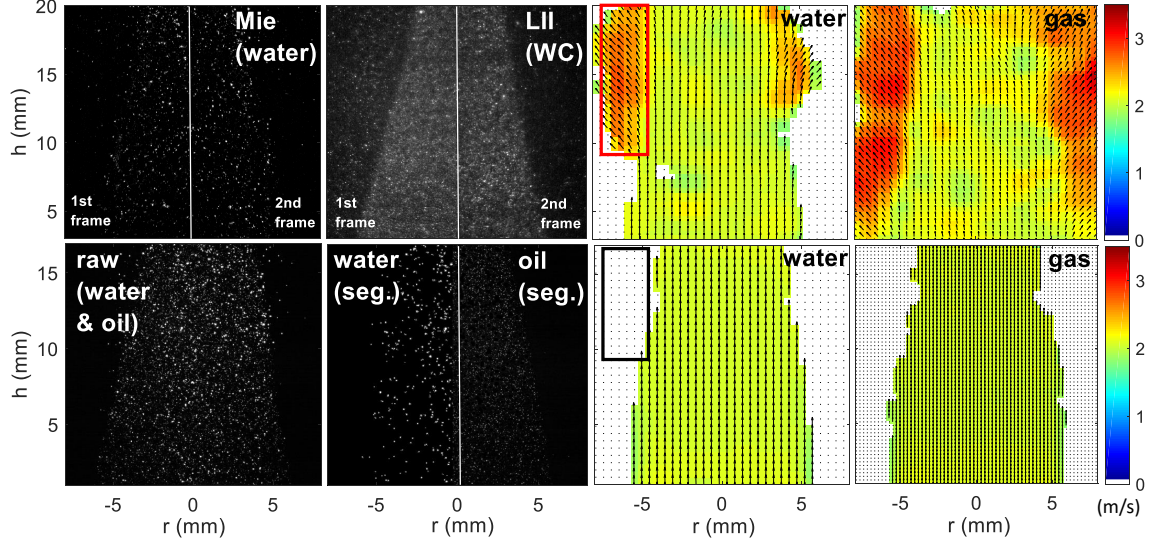 20
15
10
5
h (mm)
Mie
(water)
1st
frame
2nd
frame
LII
(WC)
1st
frame
2nd
frame
water
gas
3
2
1
0
15
10
5
h (mm)
raw
(water
& oil)
water
(seg.)
oil
(seg.)
water
gas
3
2
1
0
(m/s)
-5 0 5
r (mm)
-5 0 5
r (mm)
-5 0 5
r (mm)
-5 0 5
r (mm)